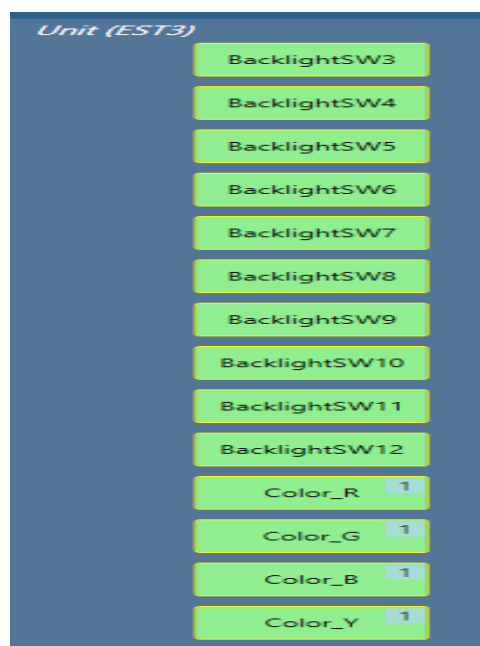 Unit (EST3)
BacklightSW3
BacklightSW4
BacklightSW5
BacklightSW6
BacklightSW7
BacklightSW8
BacklightSW9
BacklightSW10
BacklightSW11
BacklightSW12
Color_R 1
Color_G 1
Color_B 1
Color_Y 1